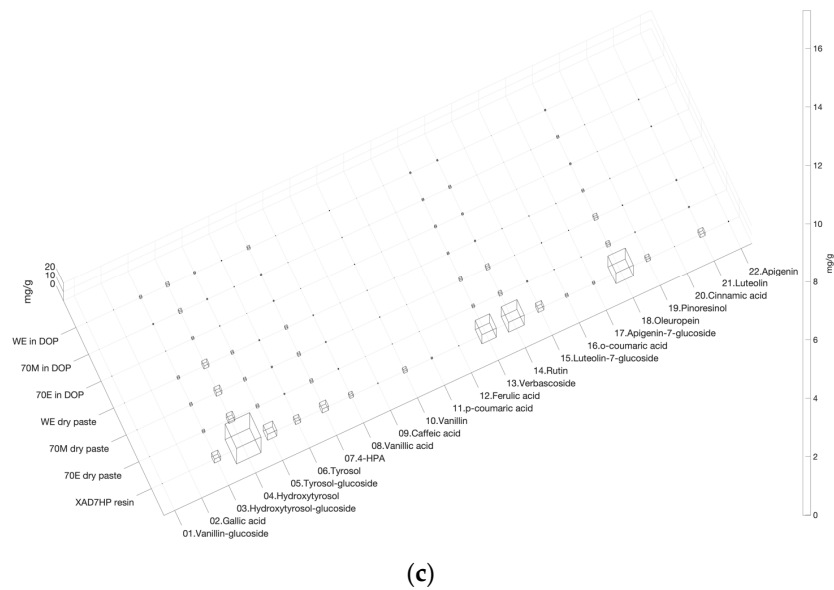 16
14
12
10
8
6
4
2
0
mg/g
20
10
0
mg/g
WE in DOP
70M in DOP
70E in DOP
WE dry paste
70M dry paste
70E dry paste
XAD7HP resin
22.Apigenin
21.Luteolin
20.Cinnamic acid
19.Pinoresinol
18.Oleuropein
17.Apigenin-7-glucoside
16.o-coumaric acid
15.Luteolin-7-glucoside
14.Rutin
13.Verbascoside
12.Ferulic acid
11.p-coumaric acid
10.Vanillin
09.Caffeic acid
08.Vanillic acid
07.4-HPA
06.Tyrosol
05.Tyrosol-glucoside
04.Hydroxytyrosol
03.Hydroxytyrosol-glucoside
02.Gallic acid
01.Vanillin-glucoside
(c)